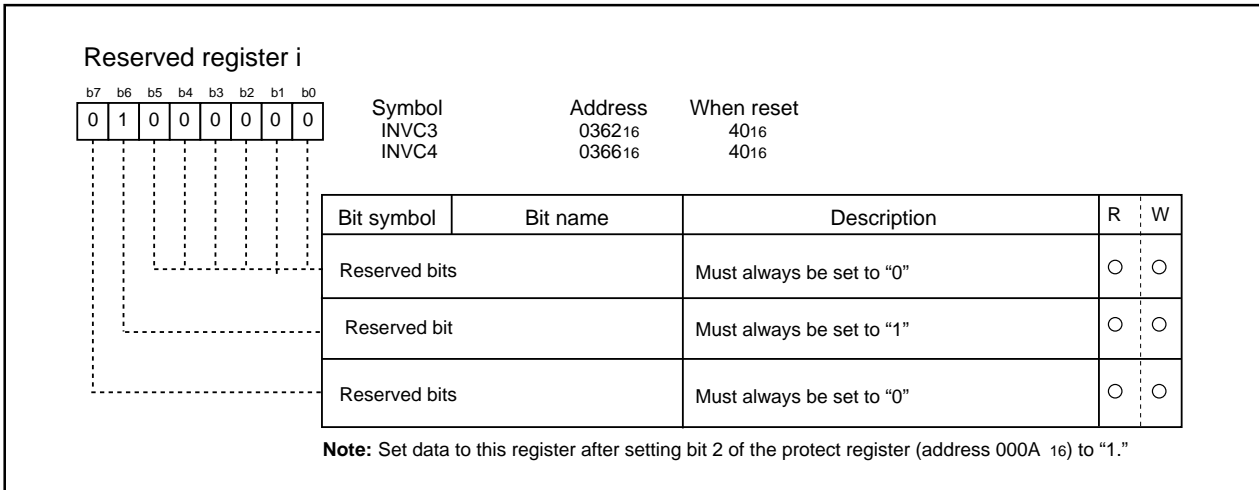 Reserved register i
b7 b6 b5 b4 b3 b2 b1 b0
0 1 0 0 0 0 0 0
Symbol Address When reset
INVC3 036216 4016
INVC4 036616 4016
Bit symbol Bit name Description R W
Reserved bits Must always be set to “0” ○ ○
Reserved bit Must always be set to “1” ○ ○
Reserved bits Must always be set to “0” ○ ○
Note: Set data to this register after setting bit 2 of the protect register (address 000A 16) to “1.”